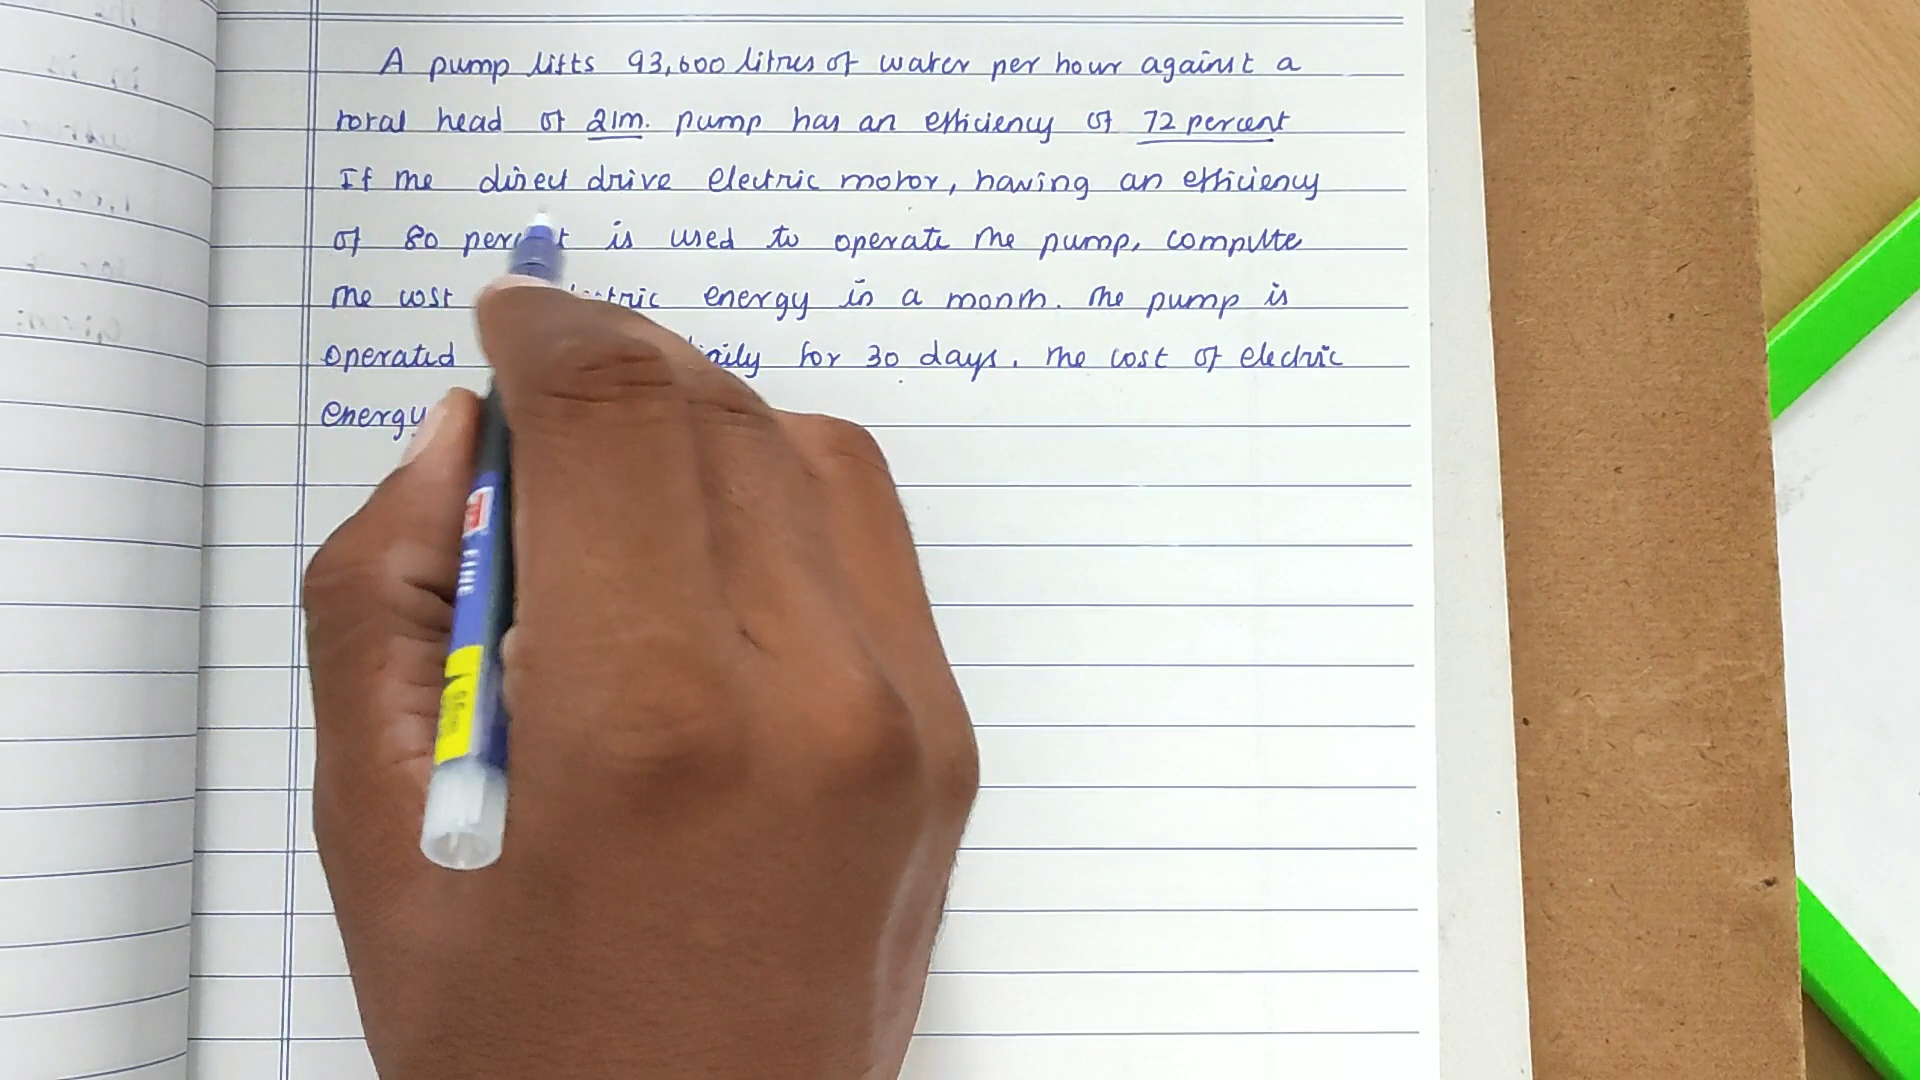 A pump lifts 93,600 litres of water per hour against a
total head of 21m. pump has an efficiency of 72 percent
If the direct drive electric motor, having an efficiency
of 80 is used to operate the pump, compute
the cost energy in a month. The pump is
operated for 30 days. The cost of electric
energy
FINE